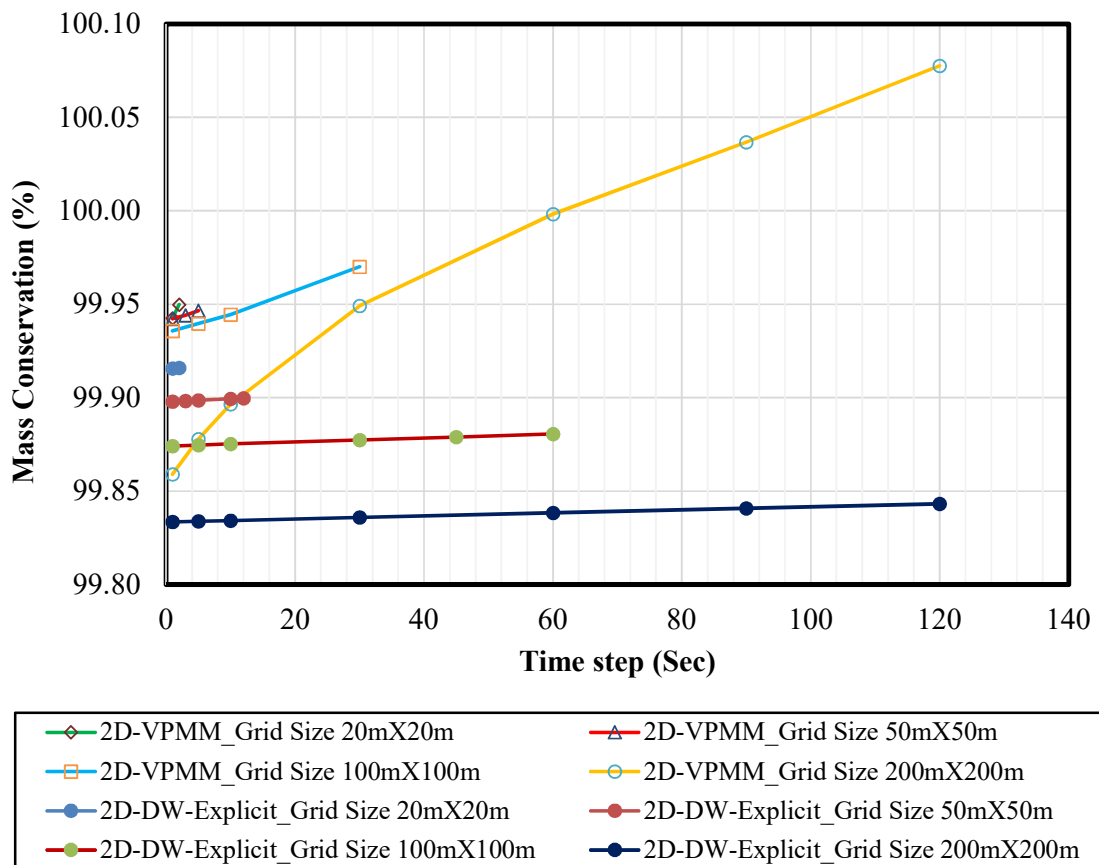 100.10
100.05
100.00
99.95
99.90
99.85
99.80
Mass Conservation (%)
0 20 40 60 80 100 120 140
Time step (Sec)
2D-VPMM_Grid Size 20mX20m 2D-VPMM_Grid Size 50mX50m
2D-VPMM_Grid Size 100mX100m 2D-VPMM_Grid Size 200mX200m
2D-DW-Explicit_Grid Size 20mX20m 2D-DW-Explicit_Grid Size 50mX50m
2D-DW-Explicit_Grid Size 100mX100m 2D-DW-Explicit_Grid Size 200mX200m